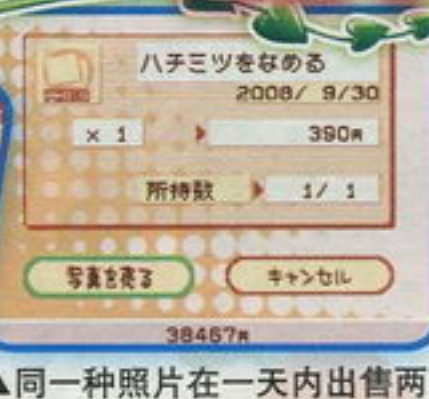 ハチミツをなめる
2008/ 9/30
× 1 390円
所持数 1/ 1
写真を売る キャンセル
38467円
▲同一种照片在一天内出售两